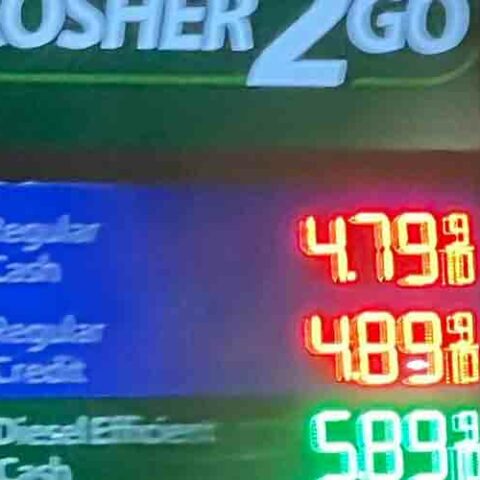 OSHER 2GO
Regular
Cash
4.79 9/10
Regular
Credit
4.89 9/10
Diesel Efficient
Cash
5.89 9/10